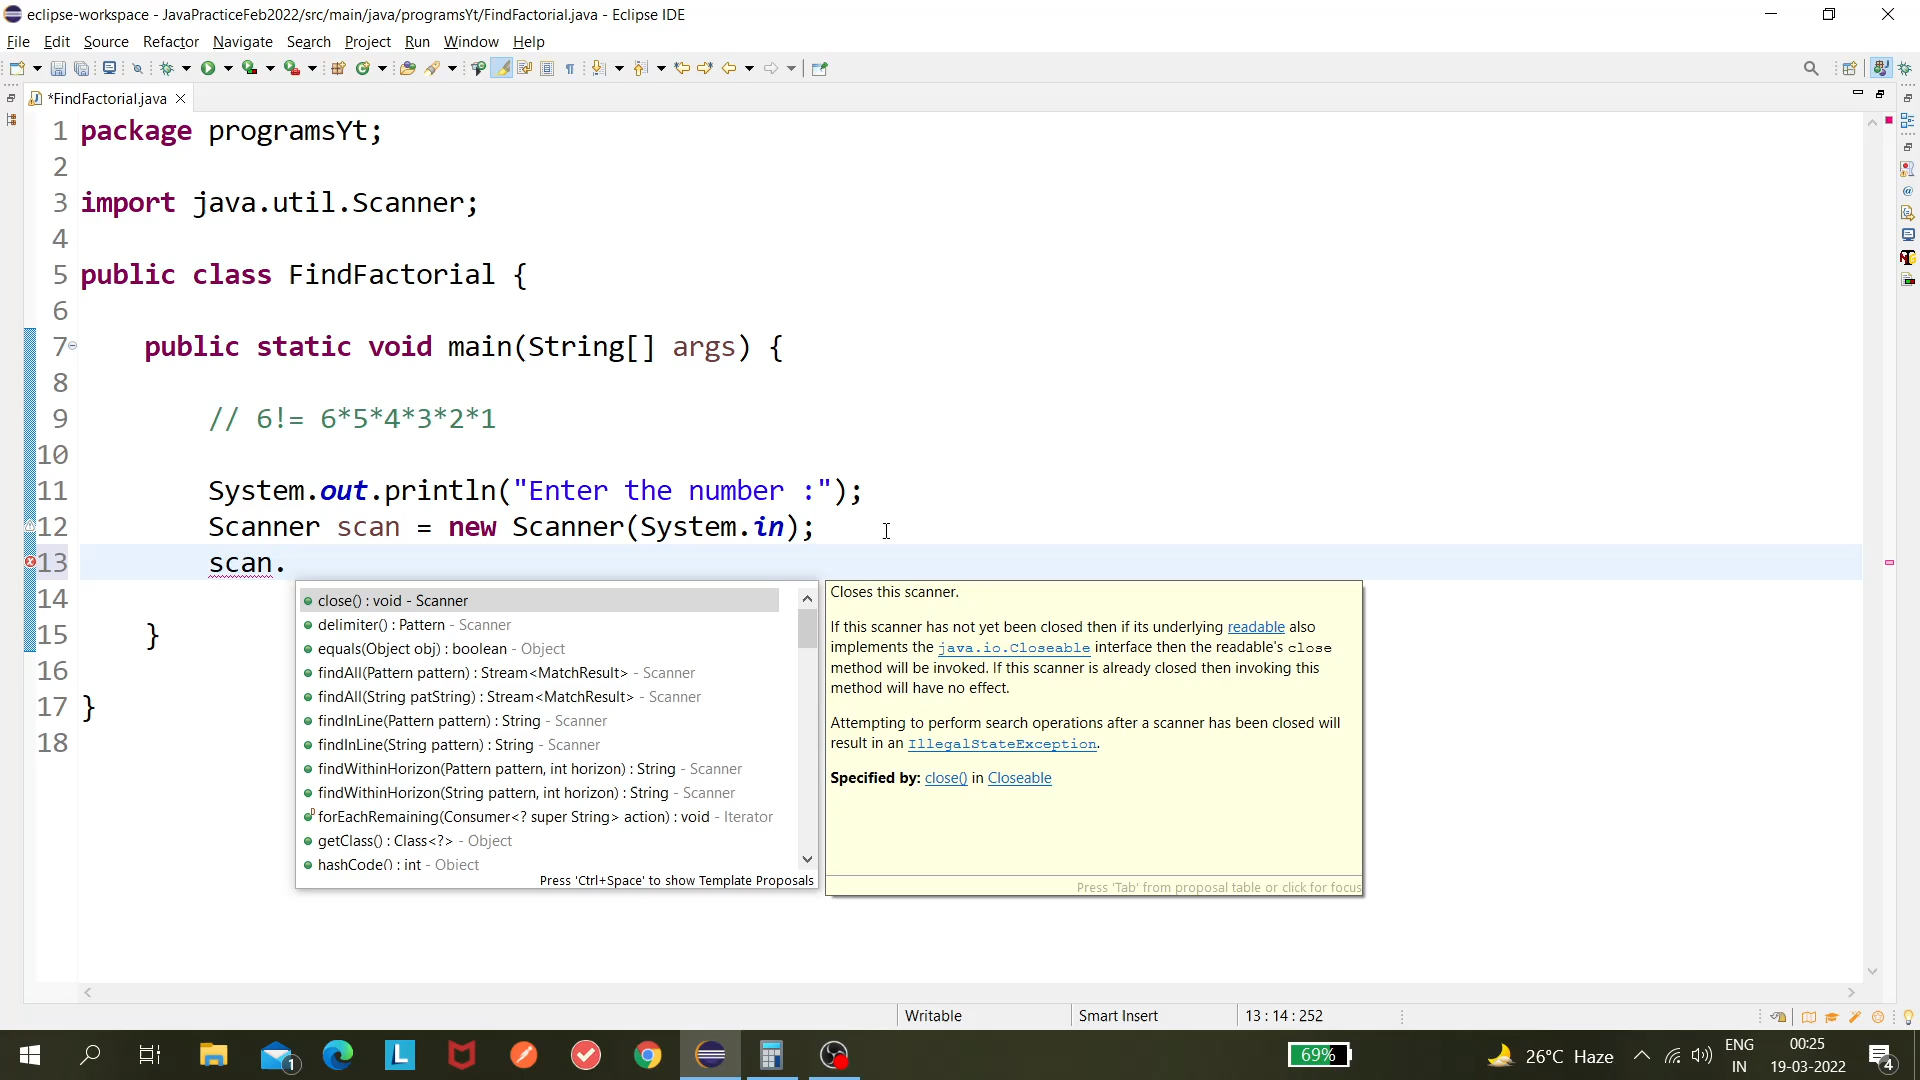 eclipse-workspace - JavaPracticeFeb2022/src/main/java/programsYt/FindFactorial.java - Eclipse IDE
File Edit Source Refactor Navigate Search Project Run Window Help
*FindFactorial.java
1 package programsYt;
2
3 import java.util.Scanner;
4
5 public class FindFactorial {
6
7 public static void main(String[] args) {
8
9 // 6!= 6*5*4*3*2*1
10
11 System.out.println("Enter the number :");
12 Scanner scan = new Scanner(System.in);
13 scan.
14
15 }
16
17 }
18
close() : void - Scanner
delimiter() : Pattern - Scanner
equals(Object obj) : boolean - Object
findAll(Pattern pattern) : Stream<MatchResult> - Scanner
findAll(String patString) : Stream<MatchResult> - Scanner
findInLine(Pattern pattern) : String - Scanner
findInLine(String pattern) : String - Scanner
findWithinHorizon(Pattern pattern, int horizon) : String - Scanner
findWithinHorizon(String pattern, int horizon) : String - Scanner
forEachRemaining(Consumer<? super String> action) : void - Iterator
getClass() : Class<?> - Object
hashCode() : int - Object
Press 'Ctrl+Space' to show Template Proposals
Closes this scanner.
If this scanner has not yet been closed then if its underlying readable also
implements the java.io.Closeable interface then the readable's close
method will be invoked. If this scanner is already closed then invoking this
method will have no effect.
Attempting to perform search operations after a scanner has been closed will
result in an IllegalStateException.
Specified by: close() in Closeable
Press 'Tab' from proposal table or click for focus
Writable Smart Insert 13 : 14 : 252
1 L 69% 26°C Haze ENG 00:25
IN 19-03-2022 4